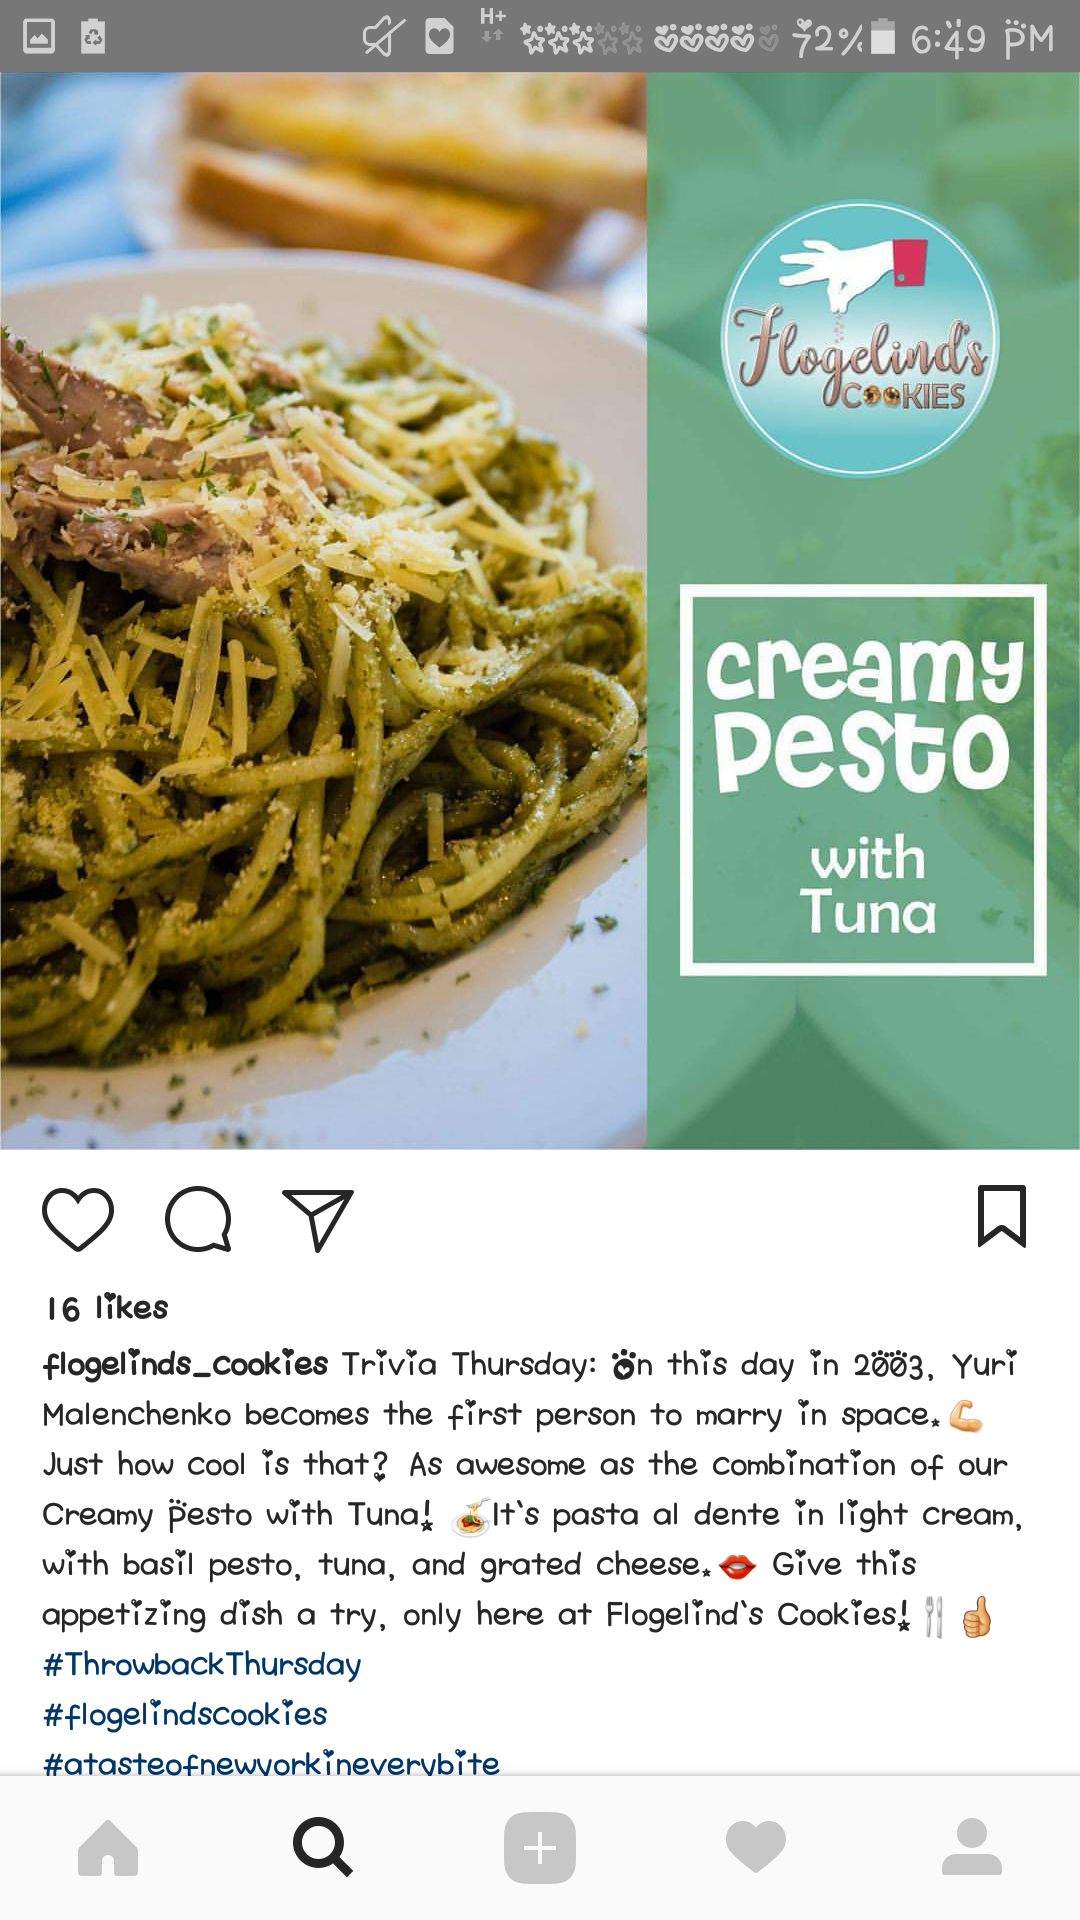 H+ 72% 6:49 PM
Flogelind's
COOKIES
creamy
pesto
with
Tuna
16 likes
flogelinds_cookies Trivia Thursday: On this day in 2003, Yuri
Malenchenko becomes the first person to marry in space.💪
Just how cool is that? As awesome as the combination of our
Creamy Pesto with Tuna! 🍝It's pasta al dente in light cream,
with basil pesto, tuna, and grated cheese.👄 Give this
appetizing dish a try, only here at Flogelind's Cookies!🍴👍
#ThrowbackThursday
#flogelindscookies
#atasteofnewyorkineverybite